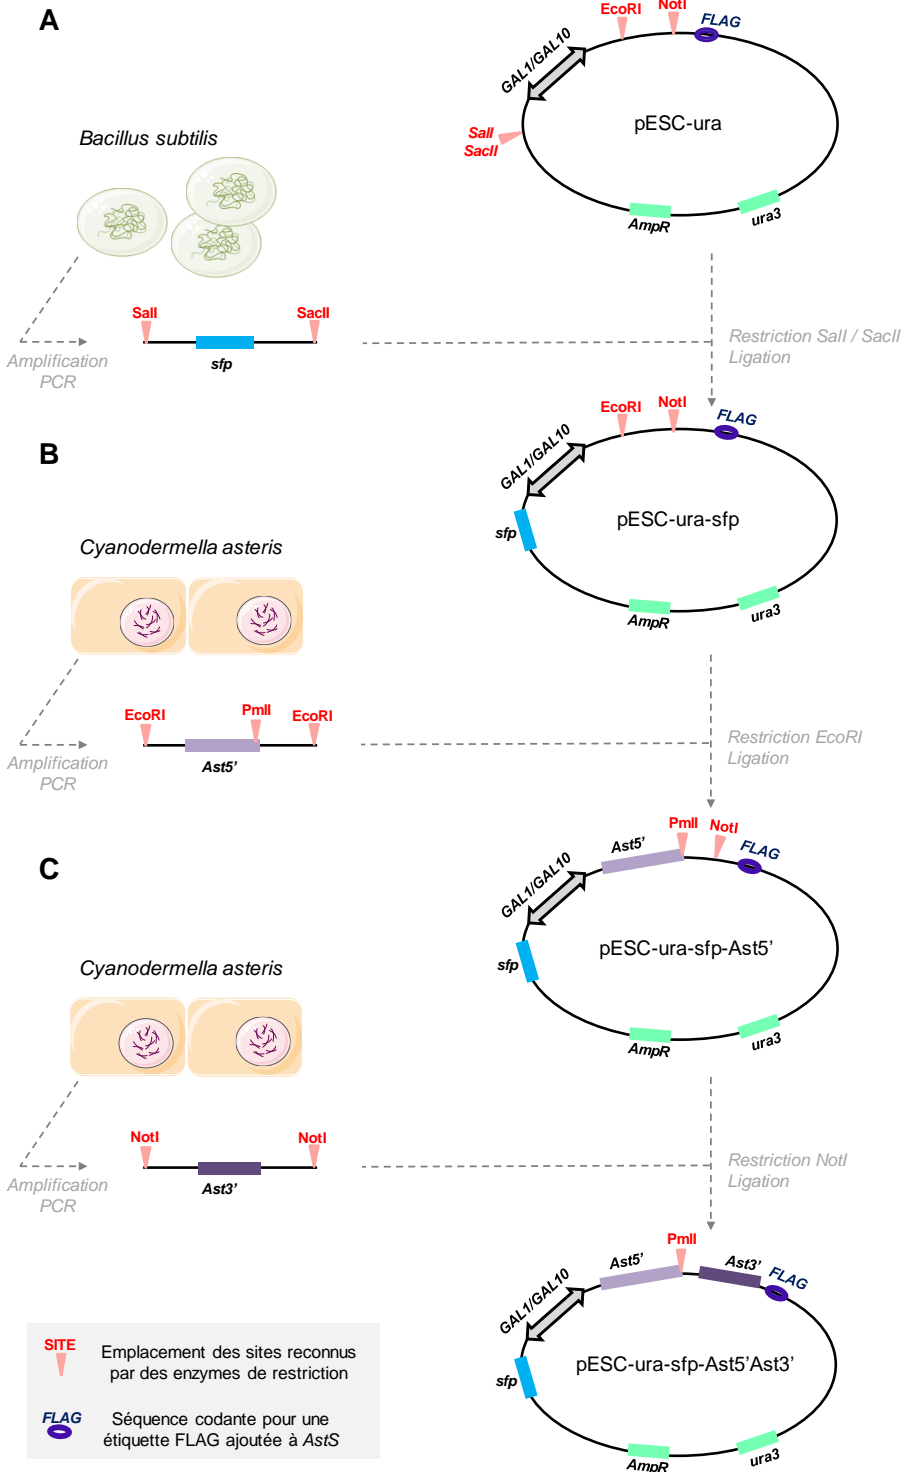 A
EcoRI
NotI
FLAG
GAL1/GAL10
SalI
SacII
pESC-ura
AmpR
ura3
Bacillus subtilis
SalI
SacII
sfp
Amplification
PCR
Restriction SalI / SacII
Ligation
B
EcoRI
NotI
FLAG
GAL1/GAL10
sfp
pESC-ura-sfp
AmpR
ura3
Cyanodermella asteris
EcoRI
PmlI
EcoRI
Ast5'
Amplification
PCR
Restriction EcoRI
Ligation
C
Ast5'
PmlI
NotI
FLAG
GAL1/GAL10
sfp
pESC-ura-sfp-Ast5'
AmpR
ura3
Cyanodermella asteris
NotI
NotI
Ast3'
Amplification
PCR
Restriction NotI
Ligation
Ast5'
PmlI
Ast3'
FLAG
GAL1/GAL10
sfp
pESC-ura-sfp-Ast5'Ast3'
AmpR
ura3
SITE
Emplacement des sites reconnus
par des enzymes de restriction
FLAG
Séquence codante pour une
étiquette FLAG ajoutée à AstS